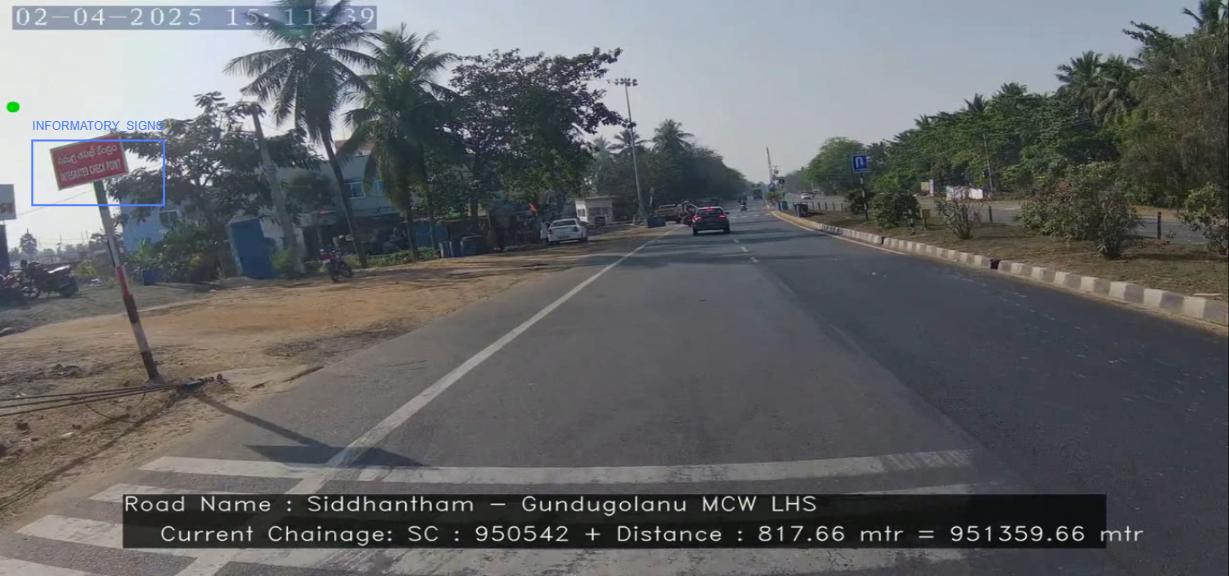 02-04-2025 15:11:39
INFORMATORY_SIGNS
INTEGRATED CHECK POINT
Road Name : Siddhantham - Gundugolanu MCW LHS
Current Chainage: SC : 950542 + Distance : 817.66 mtr = 951359.66 mtr